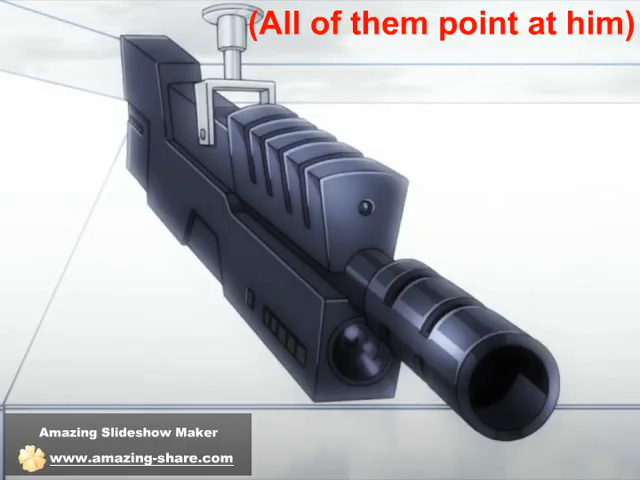 (All of them point at him)
Amazing Slideshow Maker
www.amazing-share.com